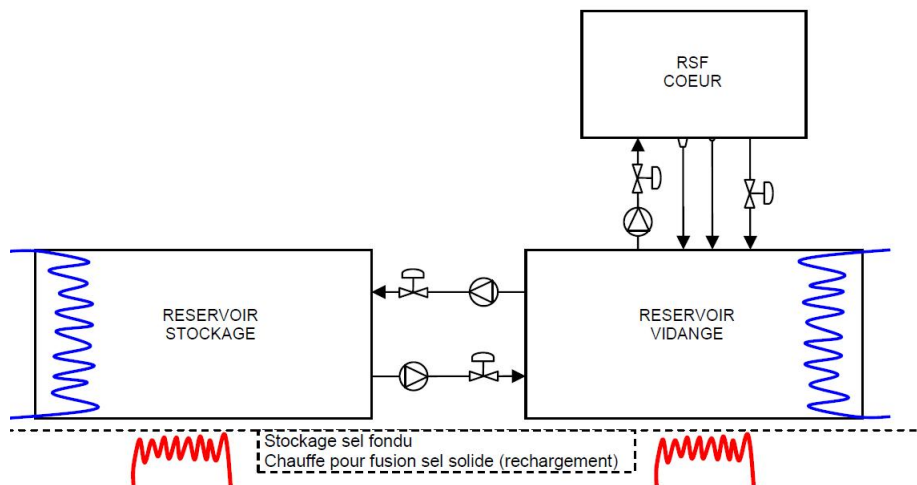 RSF
COEUR
RESERVOIR
STOCKAGE
RESERVOIR
VIDANGE
Stockage sel fondu
Chauffe pour fusion sel solide (rechargement)